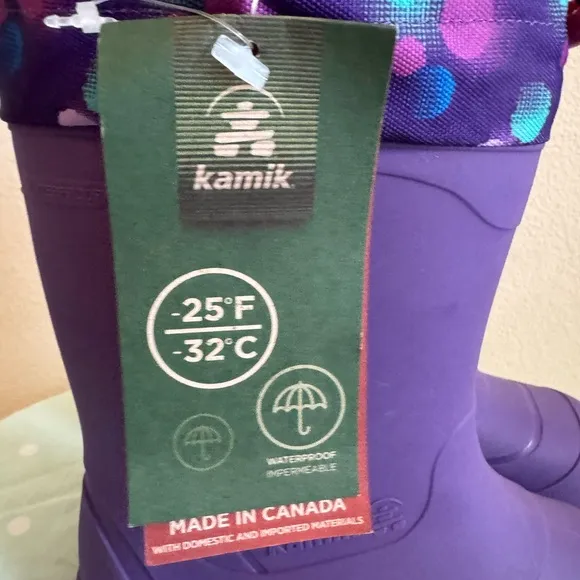 kamik
-25°F
-32°C
WATERPROOF
IMPERMÉABLE
MADE IN CANADA
WITH DOMESTIC AND IMPORTED MATERIALS